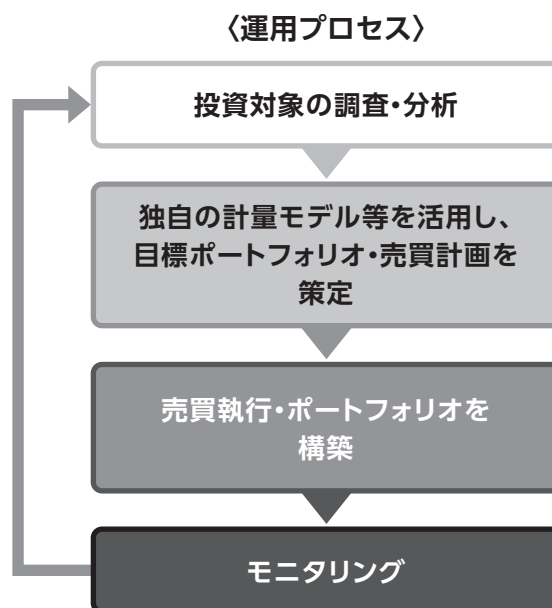 〈運用プロセス〉
投資対象の調査・分析
独自の計量モデル等を活用し、
目標ポートフォリオ・売買計画を
策定
売買執行・ポートフォリオを
構築
モニタリング